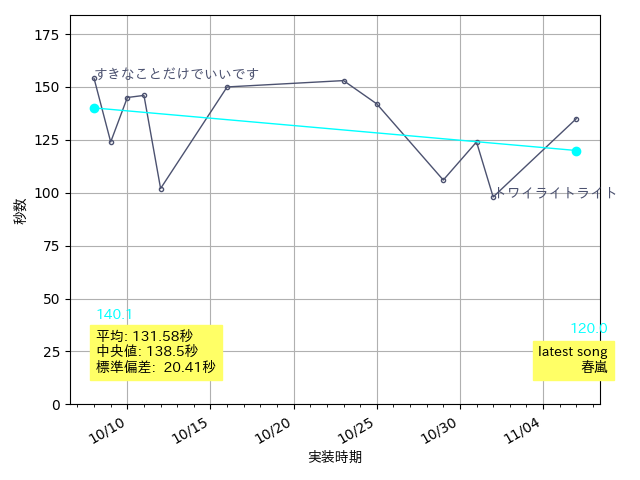 175
150
125
100
75
50
25
0
秒数
すきなことだけでいいです
トワイライトライト
140.1
平均: 131.58秒
中央値: 138.5秒
標準偏差: 20.41秒
120.0
latest song
春嵐
10/10
10/15
10/20
10/25
10/30
11/04
実装時期